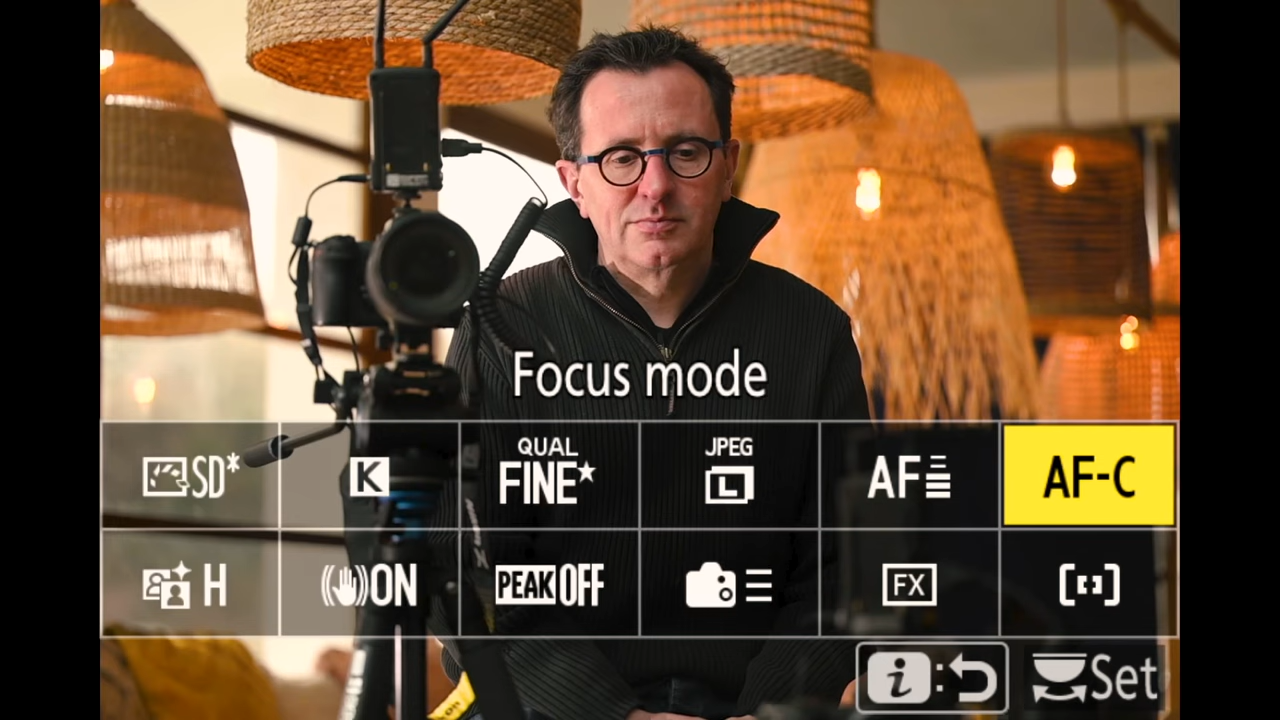 Focus mode
SD*
K
QUAL
FINE★
JPEG
L
AF
AF-C
H
ON
PEAK OFF
FX
i : Set